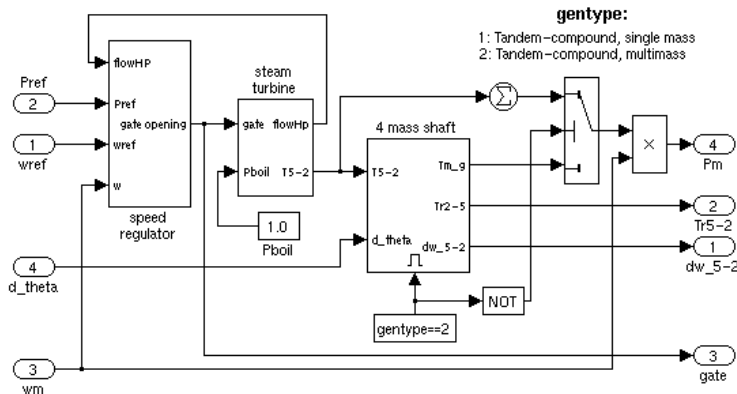 gentype:
1: Tandem-compound, single mass
2: Tandem-compound, multimass
flowHP
Pref
gate opening
wref
w
speed
regulator
Pref
2
1
wref
steam
turbine
gate
flowHp
Pboil
T5-2
1.0
Pboil
Σ
4 mass shaft
T5-2
Tm_g
Tr2-5
d_theta
dw_5-2
gentype==2
NOT
×
4
Pm
2
Tr5-2
1
dw_5-2
4
d_theta
3
wm
3
gate